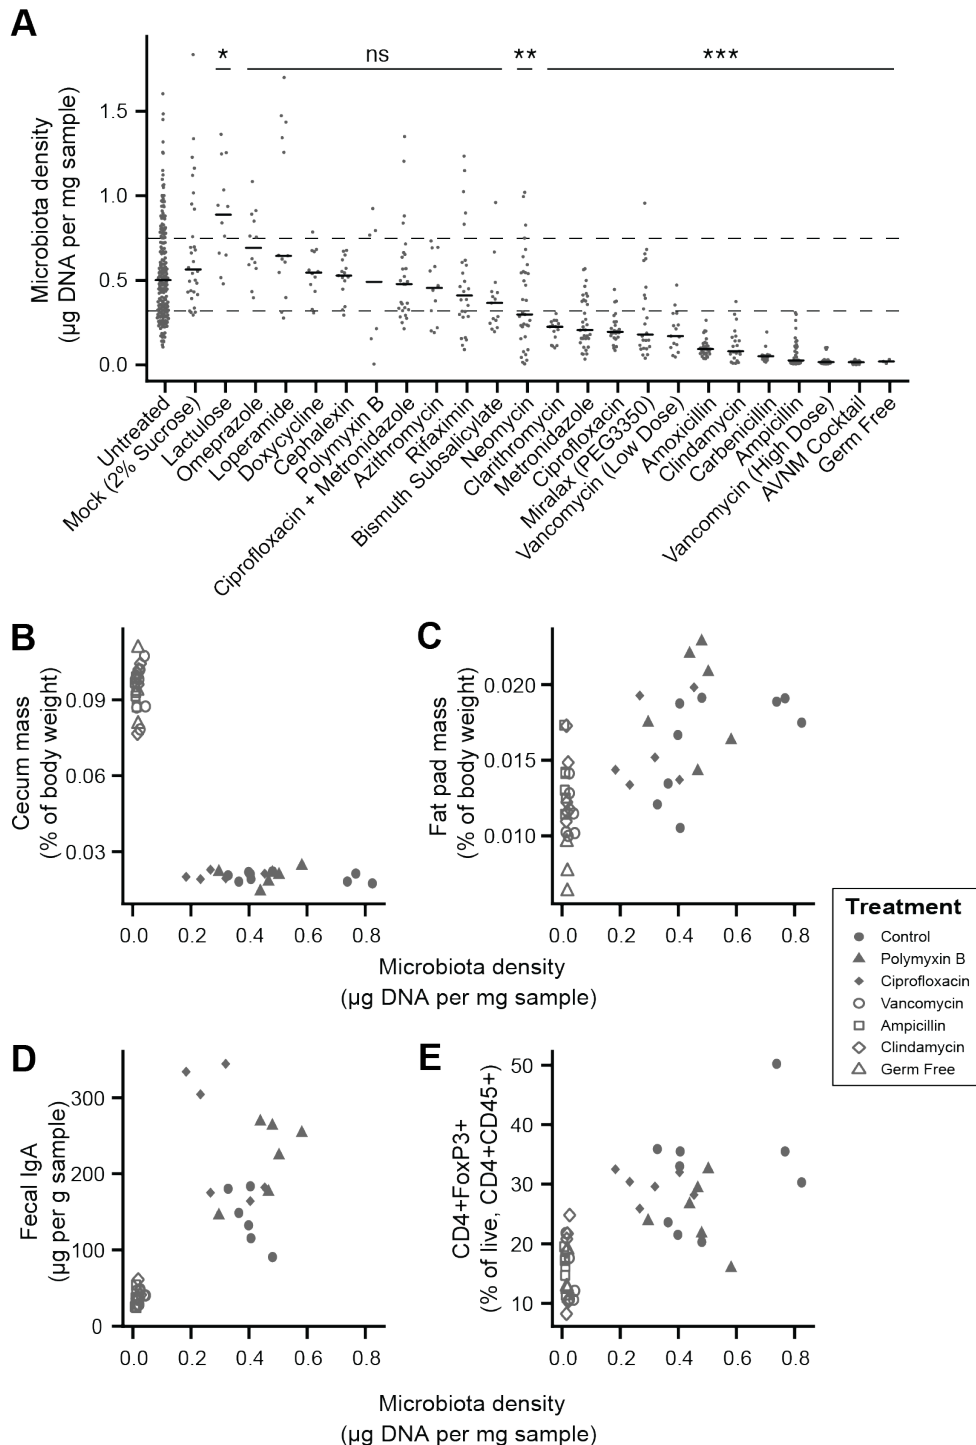 A
* ns ** ***
Microbiota density
(µg DNA per mg sample)
1.5
1.0
0.5
0.0
Untreated
Mock (2% Sucrose)
Lactulose
Omeprazole
Loperamide
Doxycycline
Cephalexin
Polymyxin B
Ciprofloxacin + Metronidazole
Azithromycin
Rifaximin
Bismuth Subsalicylate
Neomycin
Clarithromycin
Metronidazole
Ciprofloxacin
Miralax (PEG3350)
Vancomycin (Low Dose)
Amoxicillin
Clindamycin
Carbenicillin
Ampicillin
Vancomycin (High Dose)
AVNM Cocktail
Germ Free
B
Cecum mass
(% of body weight)
0.09
0.06
0.03
0.0 0.2 0.4 0.6 0.8
C
Fat pad mass
(% of body weight)
0.020
0.015
0.010
0.0 0.2 0.4 0.6 0.8
Microbiota density
(µg DNA per mg sample)
Treatment
Control
Polymyxin B
Ciprofloxacin
Vancomycin
Ampicillin
Clindamycin
Germ Free
D
Fecal IgA
(µg per g sample)
300
200
100
0
0.0 0.2 0.4 0.6 0.8
E
CD4+FoxP3+
(% of live, CD4+CD45+)
50
40
30
20
10
0.0 0.2 0.4 0.6 0.8
Microbiota density
(µg DNA per mg sample)